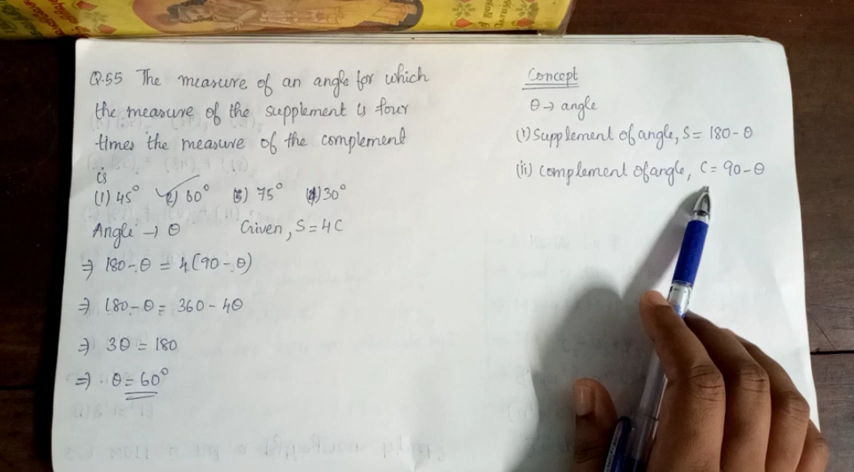 Q.55 The measure of an angle for which
the measure of the supplement is four
times the measure of the complement
is
(1) 45° (2) 60° (3) 75° (4) 30°
Angle → θ Given, S = 4C
⇒ 180 - θ = 4(90 - θ)
⇒ 180 - θ = 360 - 4θ
⇒ 3θ = 180
⇒ θ = 60°
Concept
θ → angle
(i) Supplement of angle, S = 180 - θ
(ii) Complement of angle, C = 90 - θ